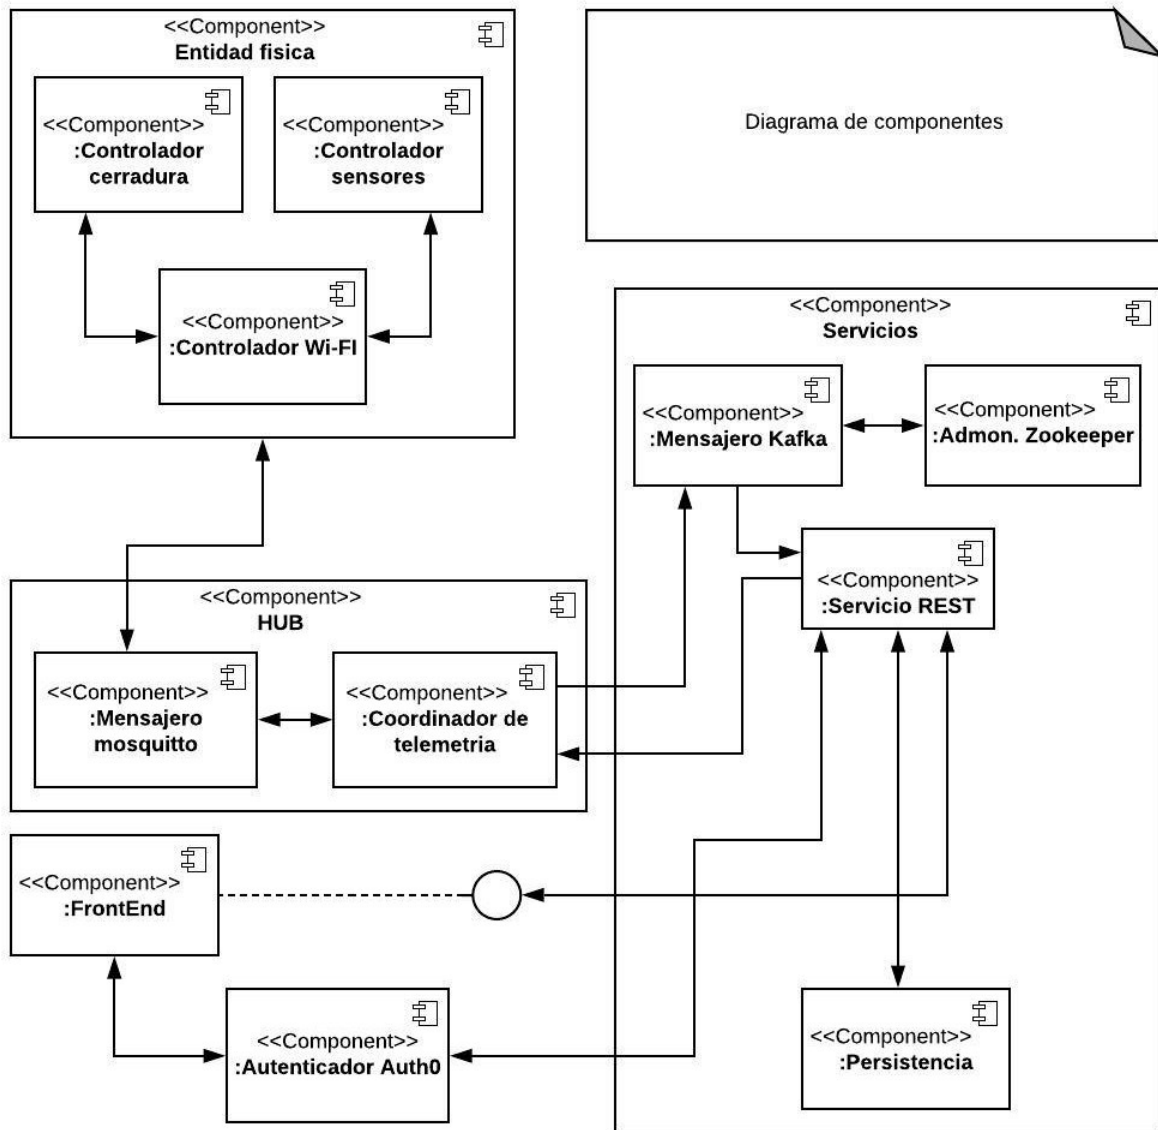 <<Component>>
Entidad fisica
<<Component>>
:Controlador
cerradura
<<Component>>
:Controlador
sensores
<<Component>>
:Controlador Wi-FI
Diagrama de componentes
<<Component>>
Servicios
<<Component>>
:Mensajero Kafka
<<Component>>
:Admon. Zookeeper
<<Component>>
:Servicio REST
<<Component>>
HUB
<<Component>>
:Mensajero
mosquitto
<<Component>>
:Coordinador de
telemetria
<<Component>>
:FrontEnd
<<Component>>
:Autenticador Auth0
<<Component>>
:Persistencia